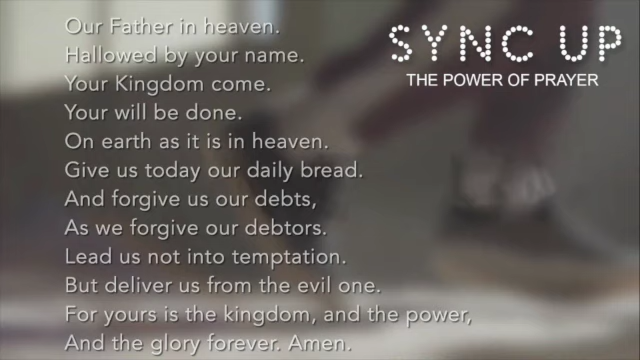 Our Father in heaven.
Hallowed by your name.
Your Kingdom come.
Your will be done.
On earth as it is in heaven.
Give us today our daily bread.
And forgive us our debts,
As we forgive our debtors.
Lead us not into temptation.
But deliver us from the evil one.
For yours is the kingdom, and the power,
And the glory forever. Amen.
SYNC UP
THE POWER OF PRAYER